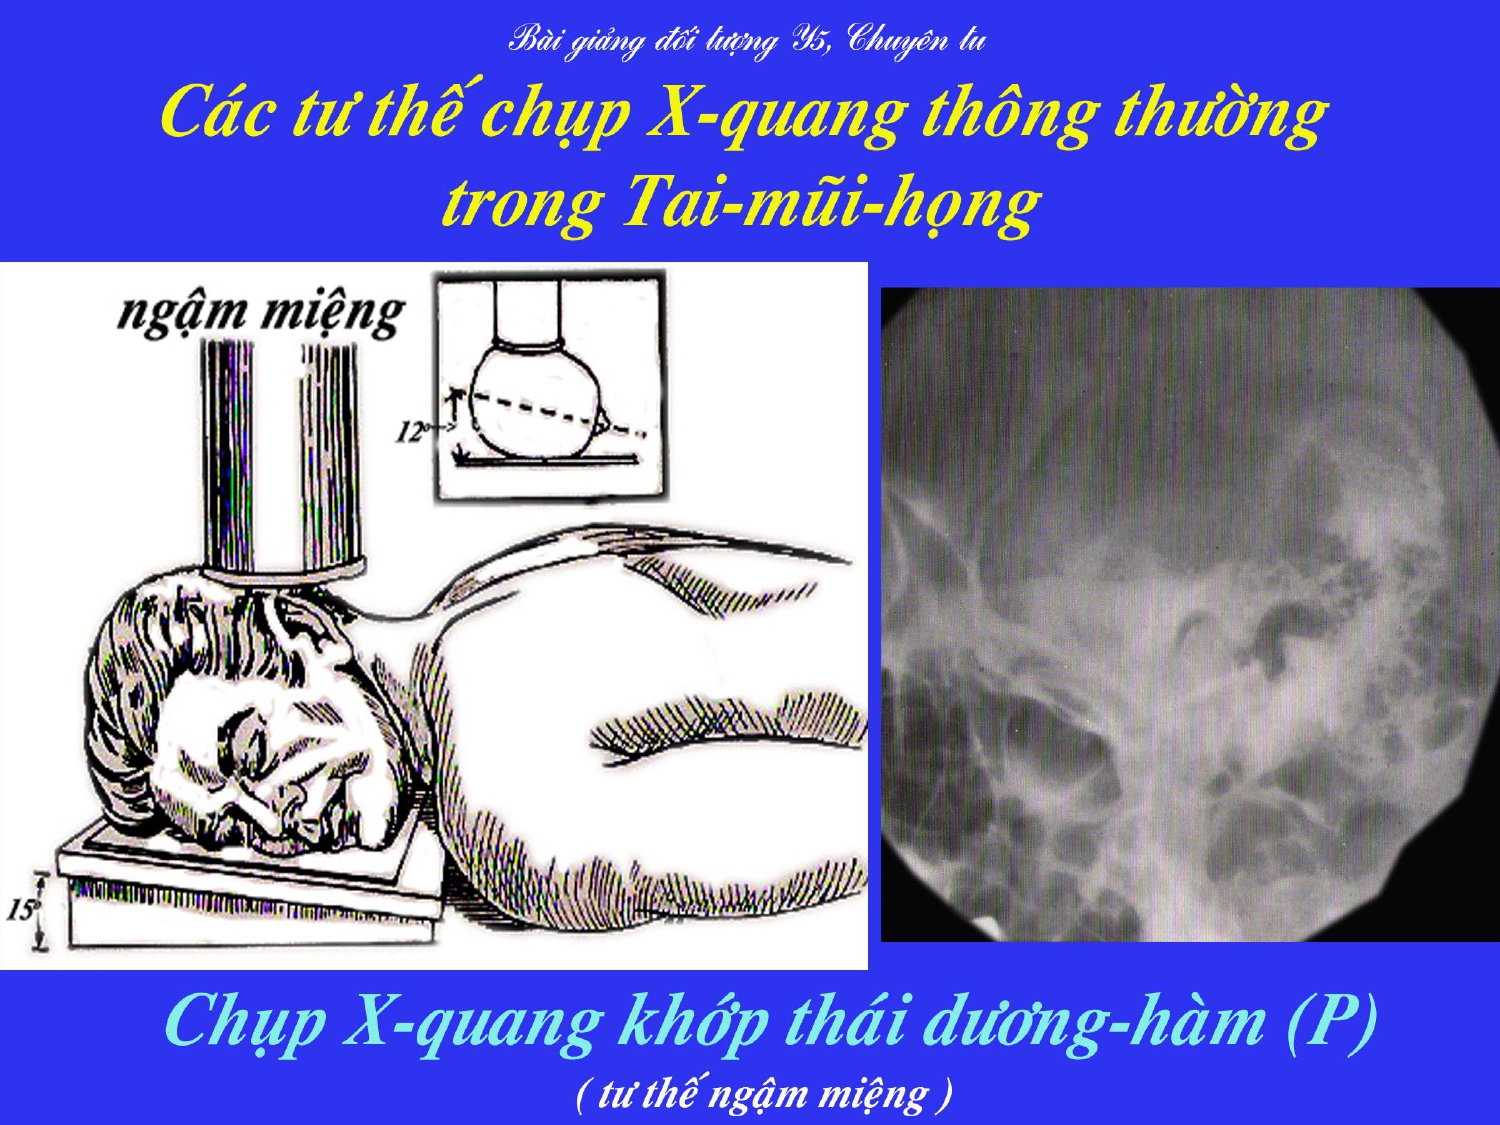 Bài giảng đối tượng Y5, Chuyên tu
Các tư thế chụp X-quang thông thường
trong Tai-mũi-họng
ngậm miệng
12°
15°
Chụp X-quang khớp thái dương-hàm (P)
( tư thế ngậm miệng )